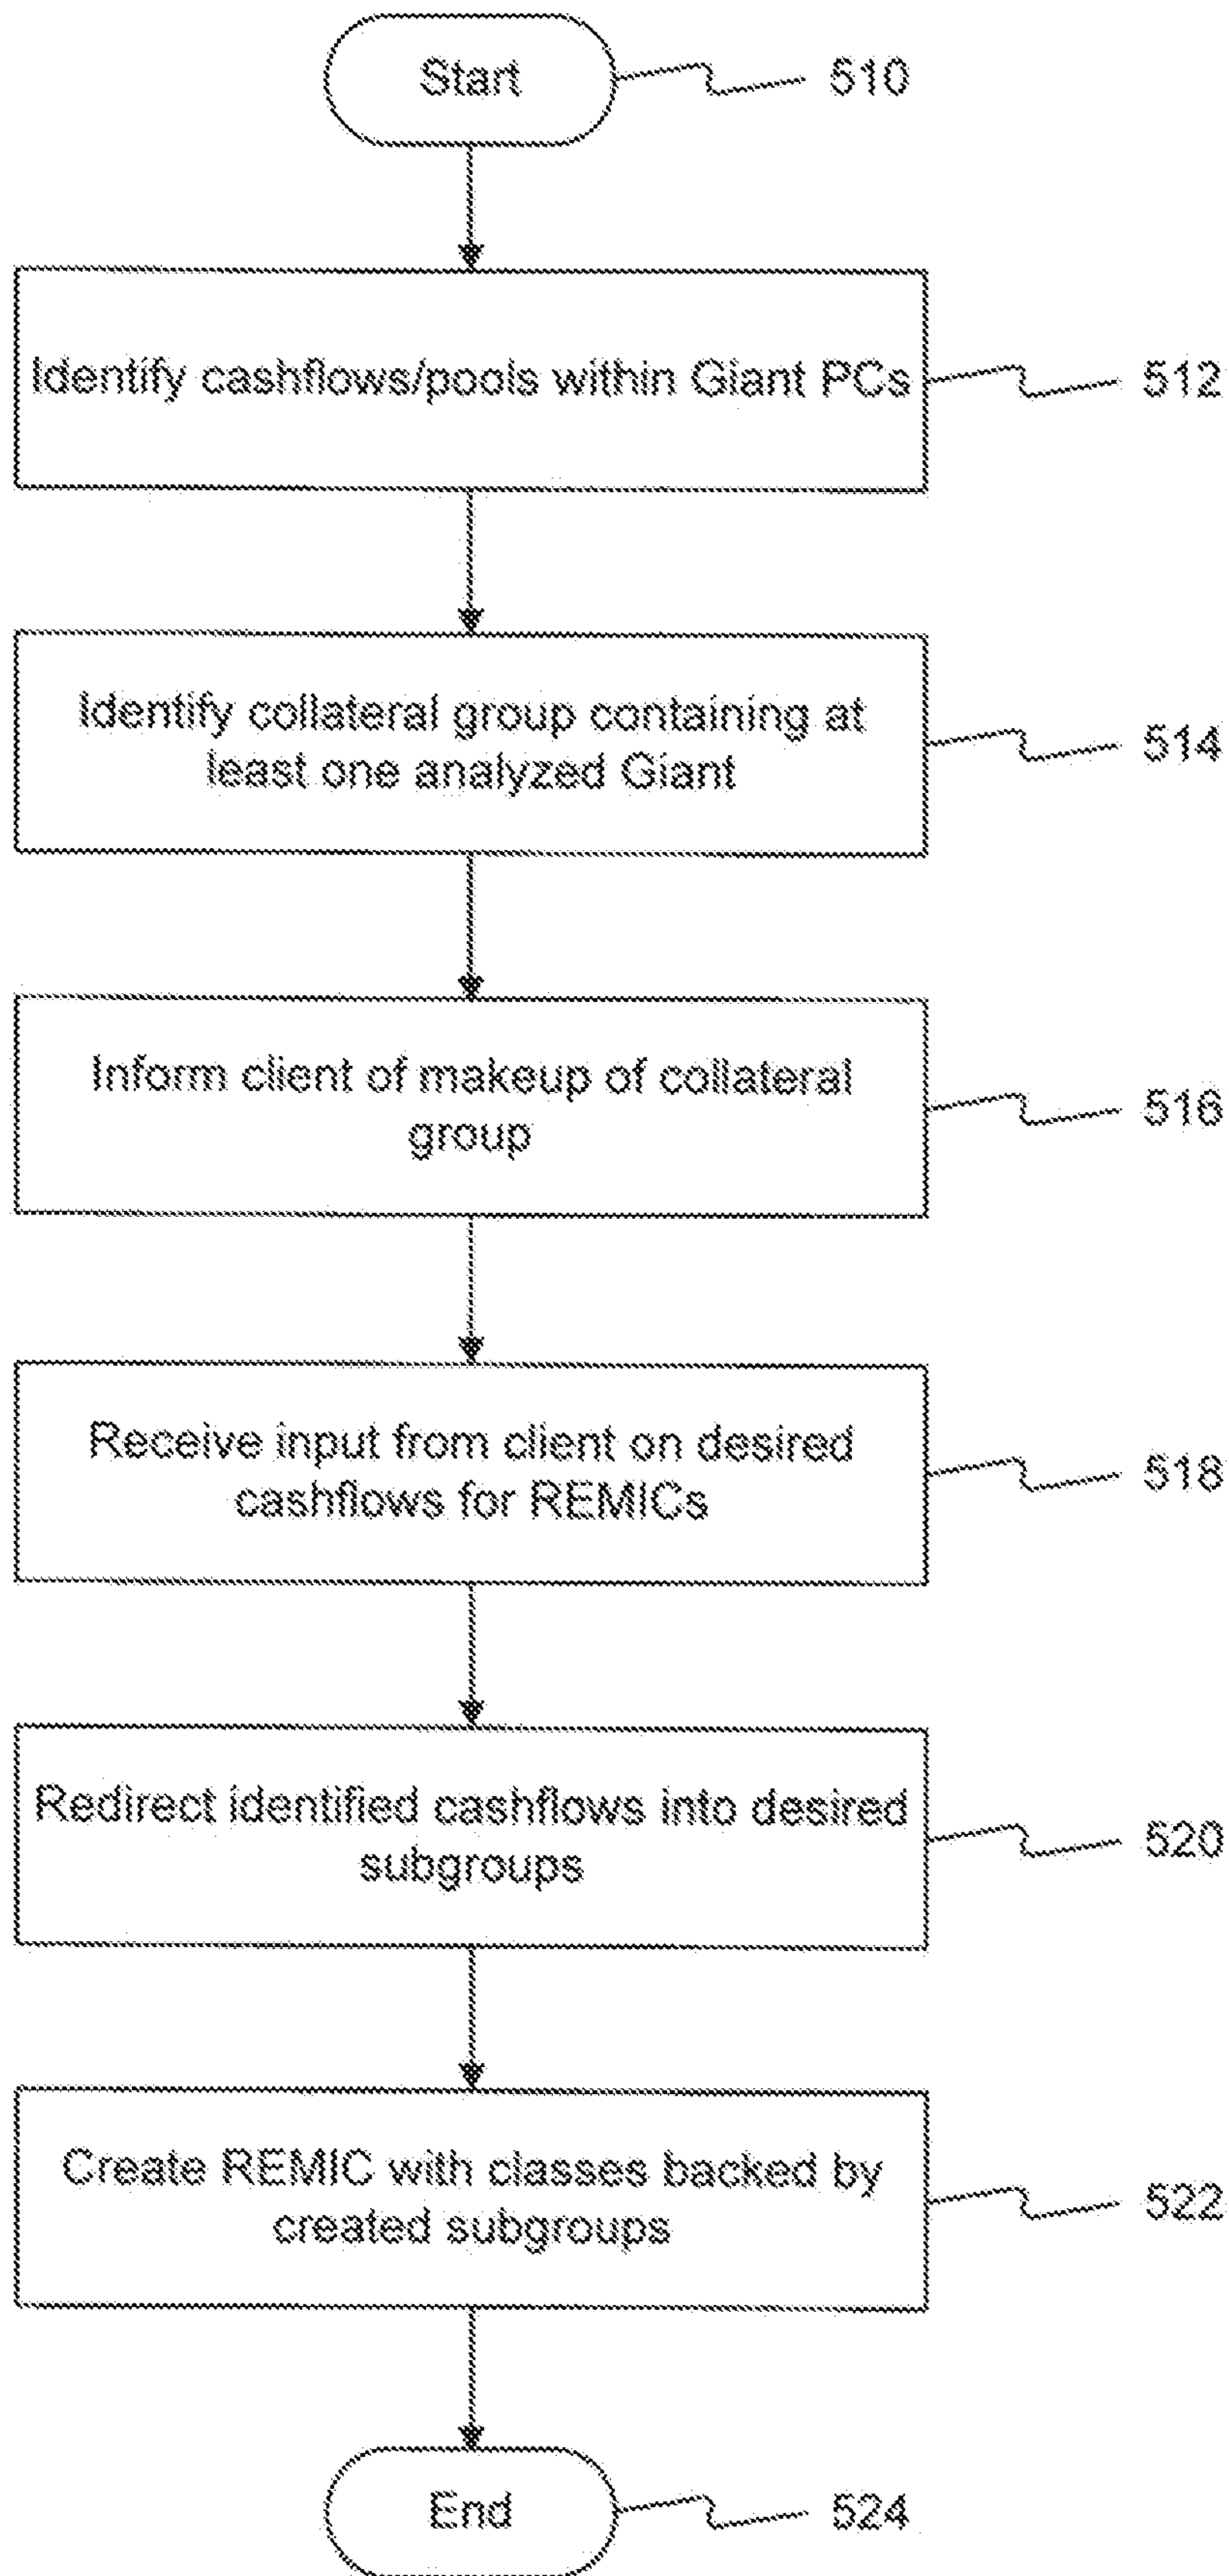 Start
510
Identify cashflows/pools within Giant PCs
512
Identify collateral group containing at
least one analyzed Giant
514
Inform client of makeup of collateral
group
516
Receive input from client on desired
cashflows for REMICs
518
Redirect identified cashflows into desired
subgroups
520
Create REMIC with classes backed by
created subgroups
522
End
524